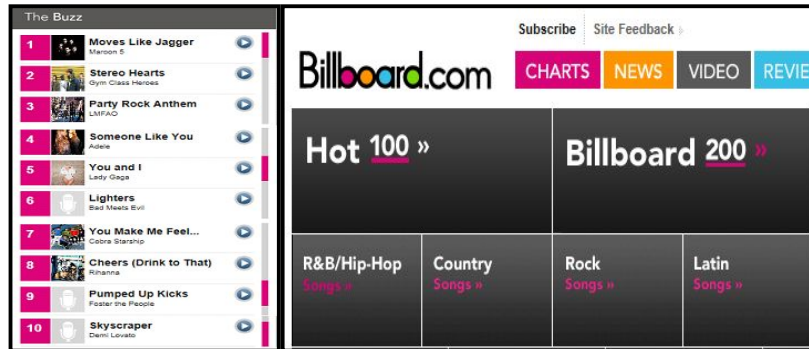 The Buzz
1 Moves Like Jagger
Maroon 5
2 Stereo Hearts
Gym Class Heroes
3 Party Rock Anthem
LMFAO
4 Someone Like You
Adele
5 You and I
Lady Gaga
6 Lighters
Bad Meets Evil
7 You Make Me Feel...
Cobra Starship
8 Cheers (Drink to That)
Rihanna
9 Pumped Up Kicks
Foster the People
10 Skyscraper
Demi Lovato
Subscribe Site Feedback »
Billboard.com
CHARTS NEWS VIDEO REVIE
Hot 100 » Billboard 200 »
R&B/Hip-Hop Country Rock Latin
Songs » Songs » Songs » Songs »